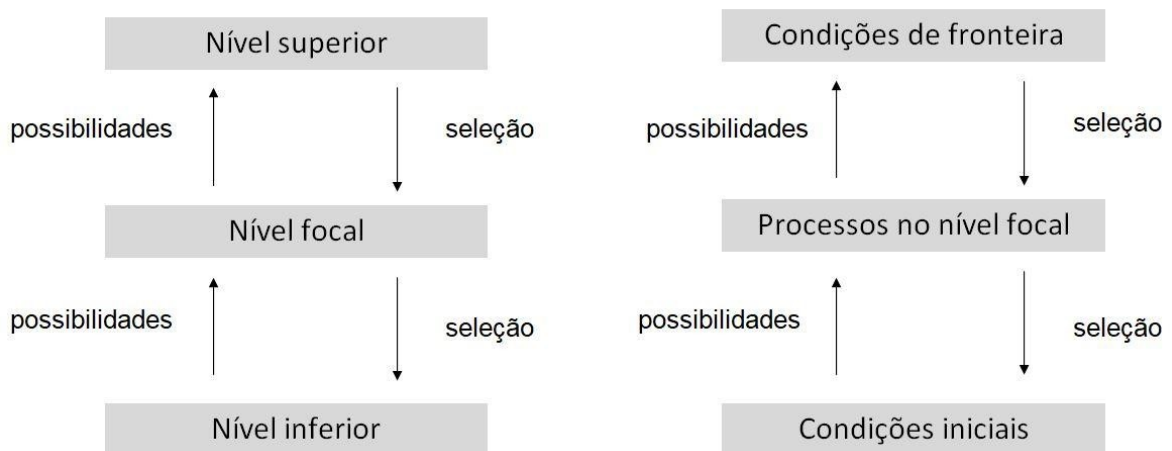 Nível superior
possibilidades
seleção
Nível focal
possibilidades
seleção
Nível inferior
Condições de fronteira
possibilidades
seleção
Processos no nível focal
possibilidades
seleção
Condições iniciais